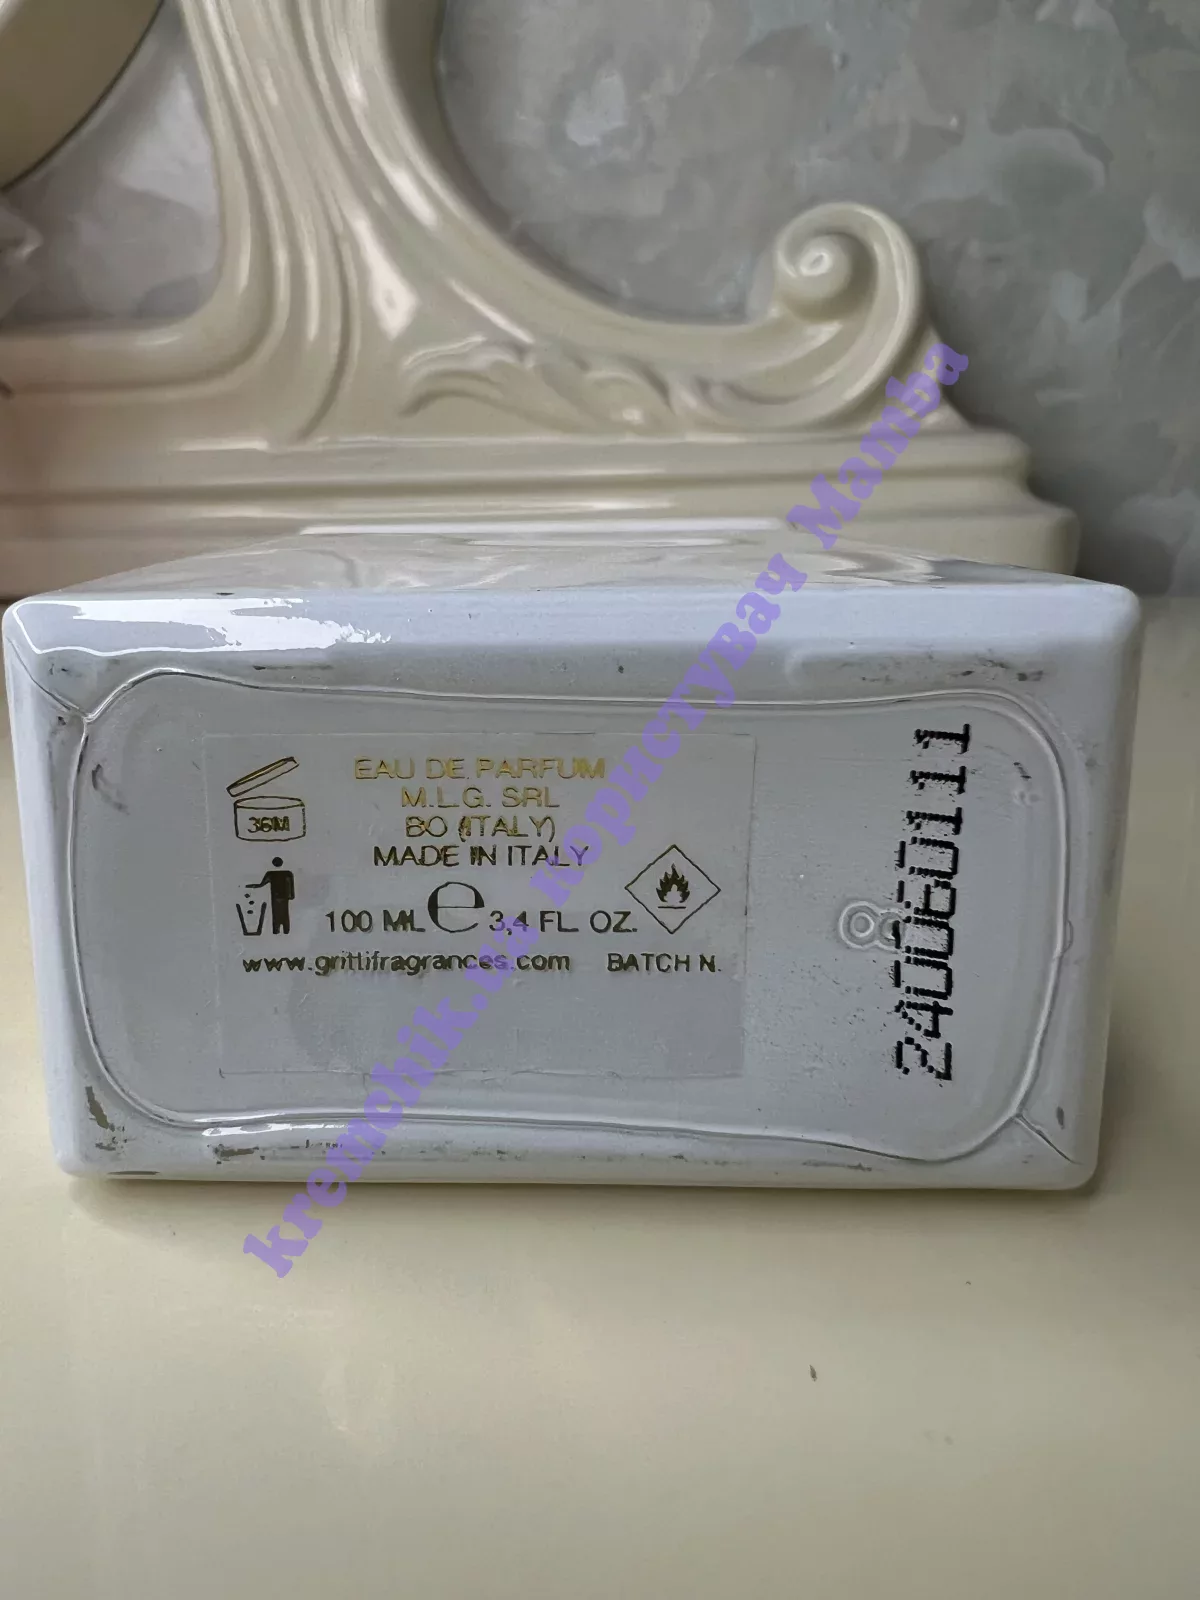 EAU DE PARFUM
M.L.G. SRL
BO (ITALY)
MADE IN ITALY
36M
100 ML e 3,4 FL. OZ.
www.grittifragrances.com BATCH N.
8
kremchik.ua Користувач Mamba